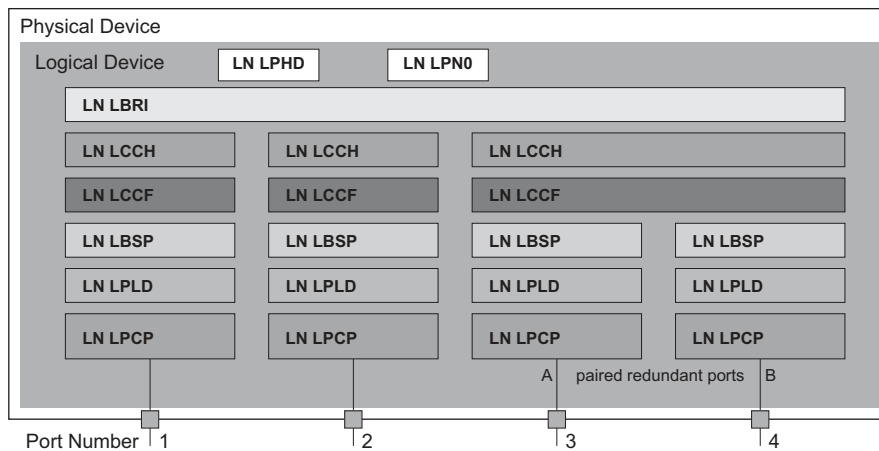 Physical Device
Logical Device LN LPHD LN LPN0
LN LBRI
LN LCCH LN LCCH LN LCCH
LN LCCF LN LCCF LN LCCF
LN LBSP LN LBSP LN LBSP LN LBSP
LN LPLD LN LPLD LN LPLD LN LPLD
LN LPCP LN LPCP LN LPCP LN LPCP
A paired redundant ports B
Port Number 1 2 3 4